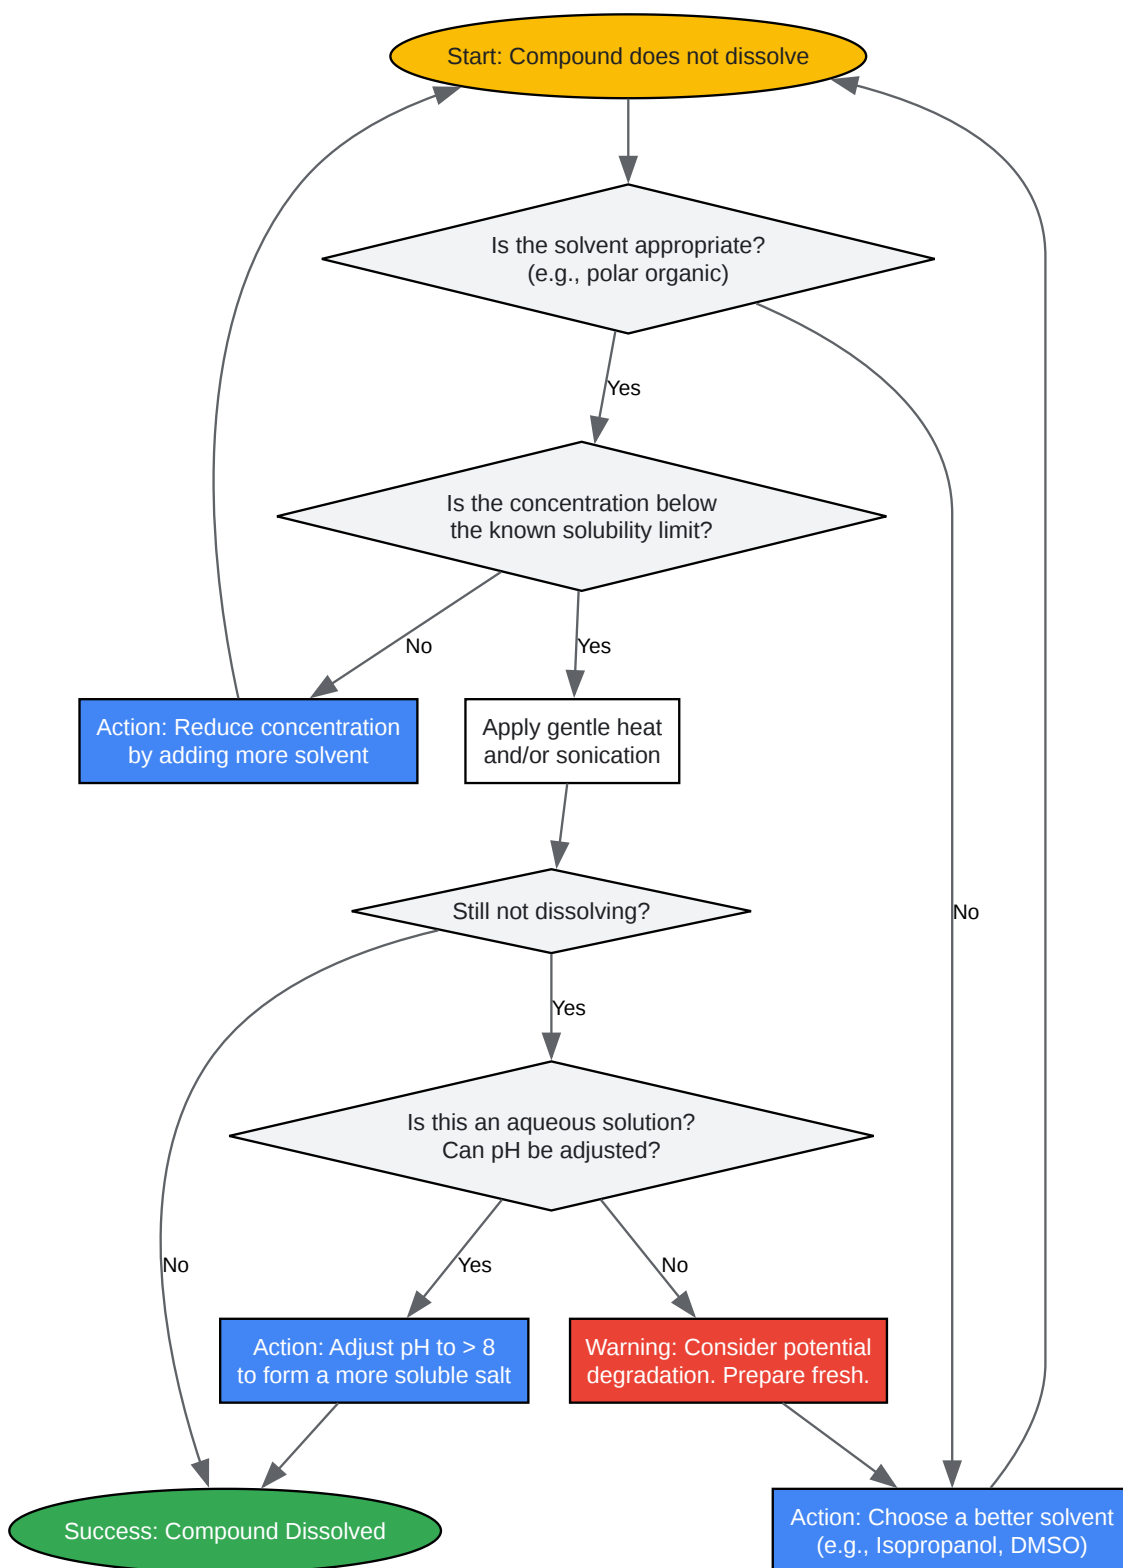 Start: Compound does not dissolve
Is the solvent appropriate?
(e.g., polar organic)
Yes
Is the concentration below
the known solubility limit?
No
Yes
Action: Reduce concentration
by adding more solvent
Apply gentle heat
and/or sonication
Still not dissolving?
No
Yes
Is this an aqueous solution?
Can pH be adjusted?
No
Yes
No
Action: Adjust pH to > 8
to form a more soluble salt
Warning: Consider potential
degradation. Prepare fresh.
Success: Compound Dissolved
Action: Choose a better solvent
(e.g., Isopropanol, DMSO)